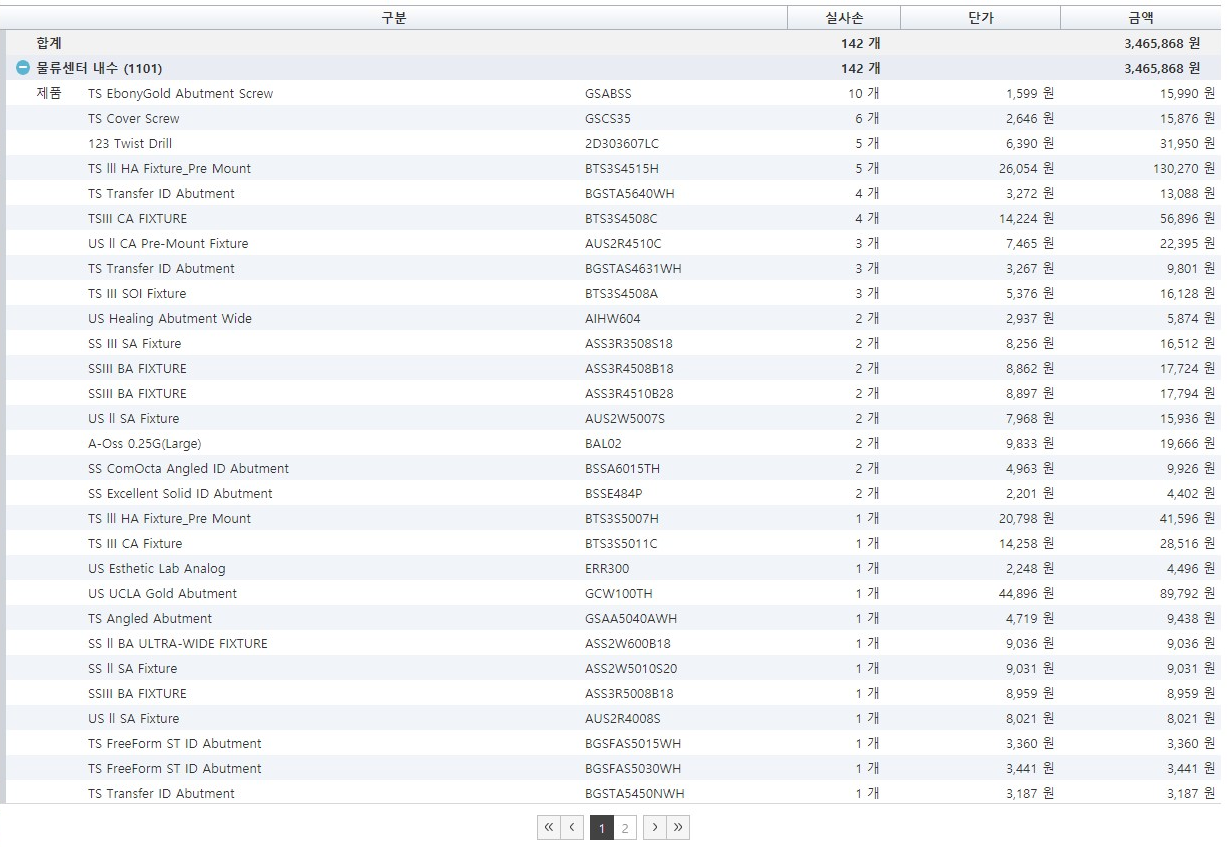 구분 실사손 단가 금액
합계 142 개 3,465,868 원
물류센터 내수 (1101) 142 개 3,465,868 원
제품 TS EbonyGold Abutment Screw GSABSS 10 개 1,599 원 15,990 원
TS Cover Screw GSCS35 6 개 2,646 원 15,876 원
123 Twist Drill 2D303607LC 5 개 6,390 원 31,950 원
TS lll HA Fixture_Pre Mount BTS3S4515H 5 개 26,054 원 130,270 원
TS Transfer ID Abutment BGSTA5640WH 4 개 3,272 원 13,088 원
TSIII CA FIXTURE BTS3S4508C 4 개 14,224 원 56,896 원
US ll CA Pre-Mount Fixture AUS2R4510C 3 개 7,465 원 22,395 원
TS Transfer ID Abutment BGSTAS4631WH 3 개 3,267 원 9,801 원
TS III SOI Fixture BTS3S4508A 3 개 5,376 원 16,128 원
US Healing Abutment Wide AIHW604 2 개 2,937 원 5,874 원
SS III SA Fixture ASS3R3508S18 2 개 8,256 원 16,512 원
SSIII BA FIXTURE ASS3R4508B18 2 개 8,862 원 17,724 원
SSIII BA FIXTURE ASS3R4510B28 2 개 8,897 원 17,794 원
US ll SA Fixture AUS2W5007S 2 개 7,968 원 15,936 원
A-Oss 0.25G(Large) BAL02 2 개 9,833 원 19,666 원
SS ComOcta Angled ID Abutment BSSA6015TH 2 개 4,963 원 9,926 원
SS Excellent Solid ID Abutment BSSE484P 2 개 2,201 원 4,402 원
TS lll HA Fixture_Pre Mount BTS3S5007H 1 개 20,798 원 41,596 원
TS III CA Fixture BTS3S5011C 1 개 14,258 원 28,516 원
US Esthetic Lab Analog ERR300 1 개 2,248 원 4,496 원
US UCLA Gold Abutment GCW100TH 1 개 44,896 원 89,792 원
TS Angled Abutment GSAA5040AWH 1 개 4,719 원 9,438 원
SS ll BA ULTRA-WIDE FIXTURE ASS2W600B18 1 개 9,036 원 9,036 원
SS ll SA Fixture ASS2W5010S20 1 개 9,031 원 9,031 원
SSIII BA FIXTURE ASS3R5008B18 1 개 8,959 원 8,959 원
US ll SA Fixture AUS2R4008S 1 개 8,021 원 8,021 원
TS FreeForm ST ID Abutment BGSFAS5015WH 1 개 3,360 원 3,360 원
TS FreeForm ST ID Abutment BGSFAS5030WH 1 개 3,441 원 3,441 원
TS Transfer ID Abutment BGSTA5450NWH 1 개 3,187 원 3,187 원
« ‹ 1 2 › »